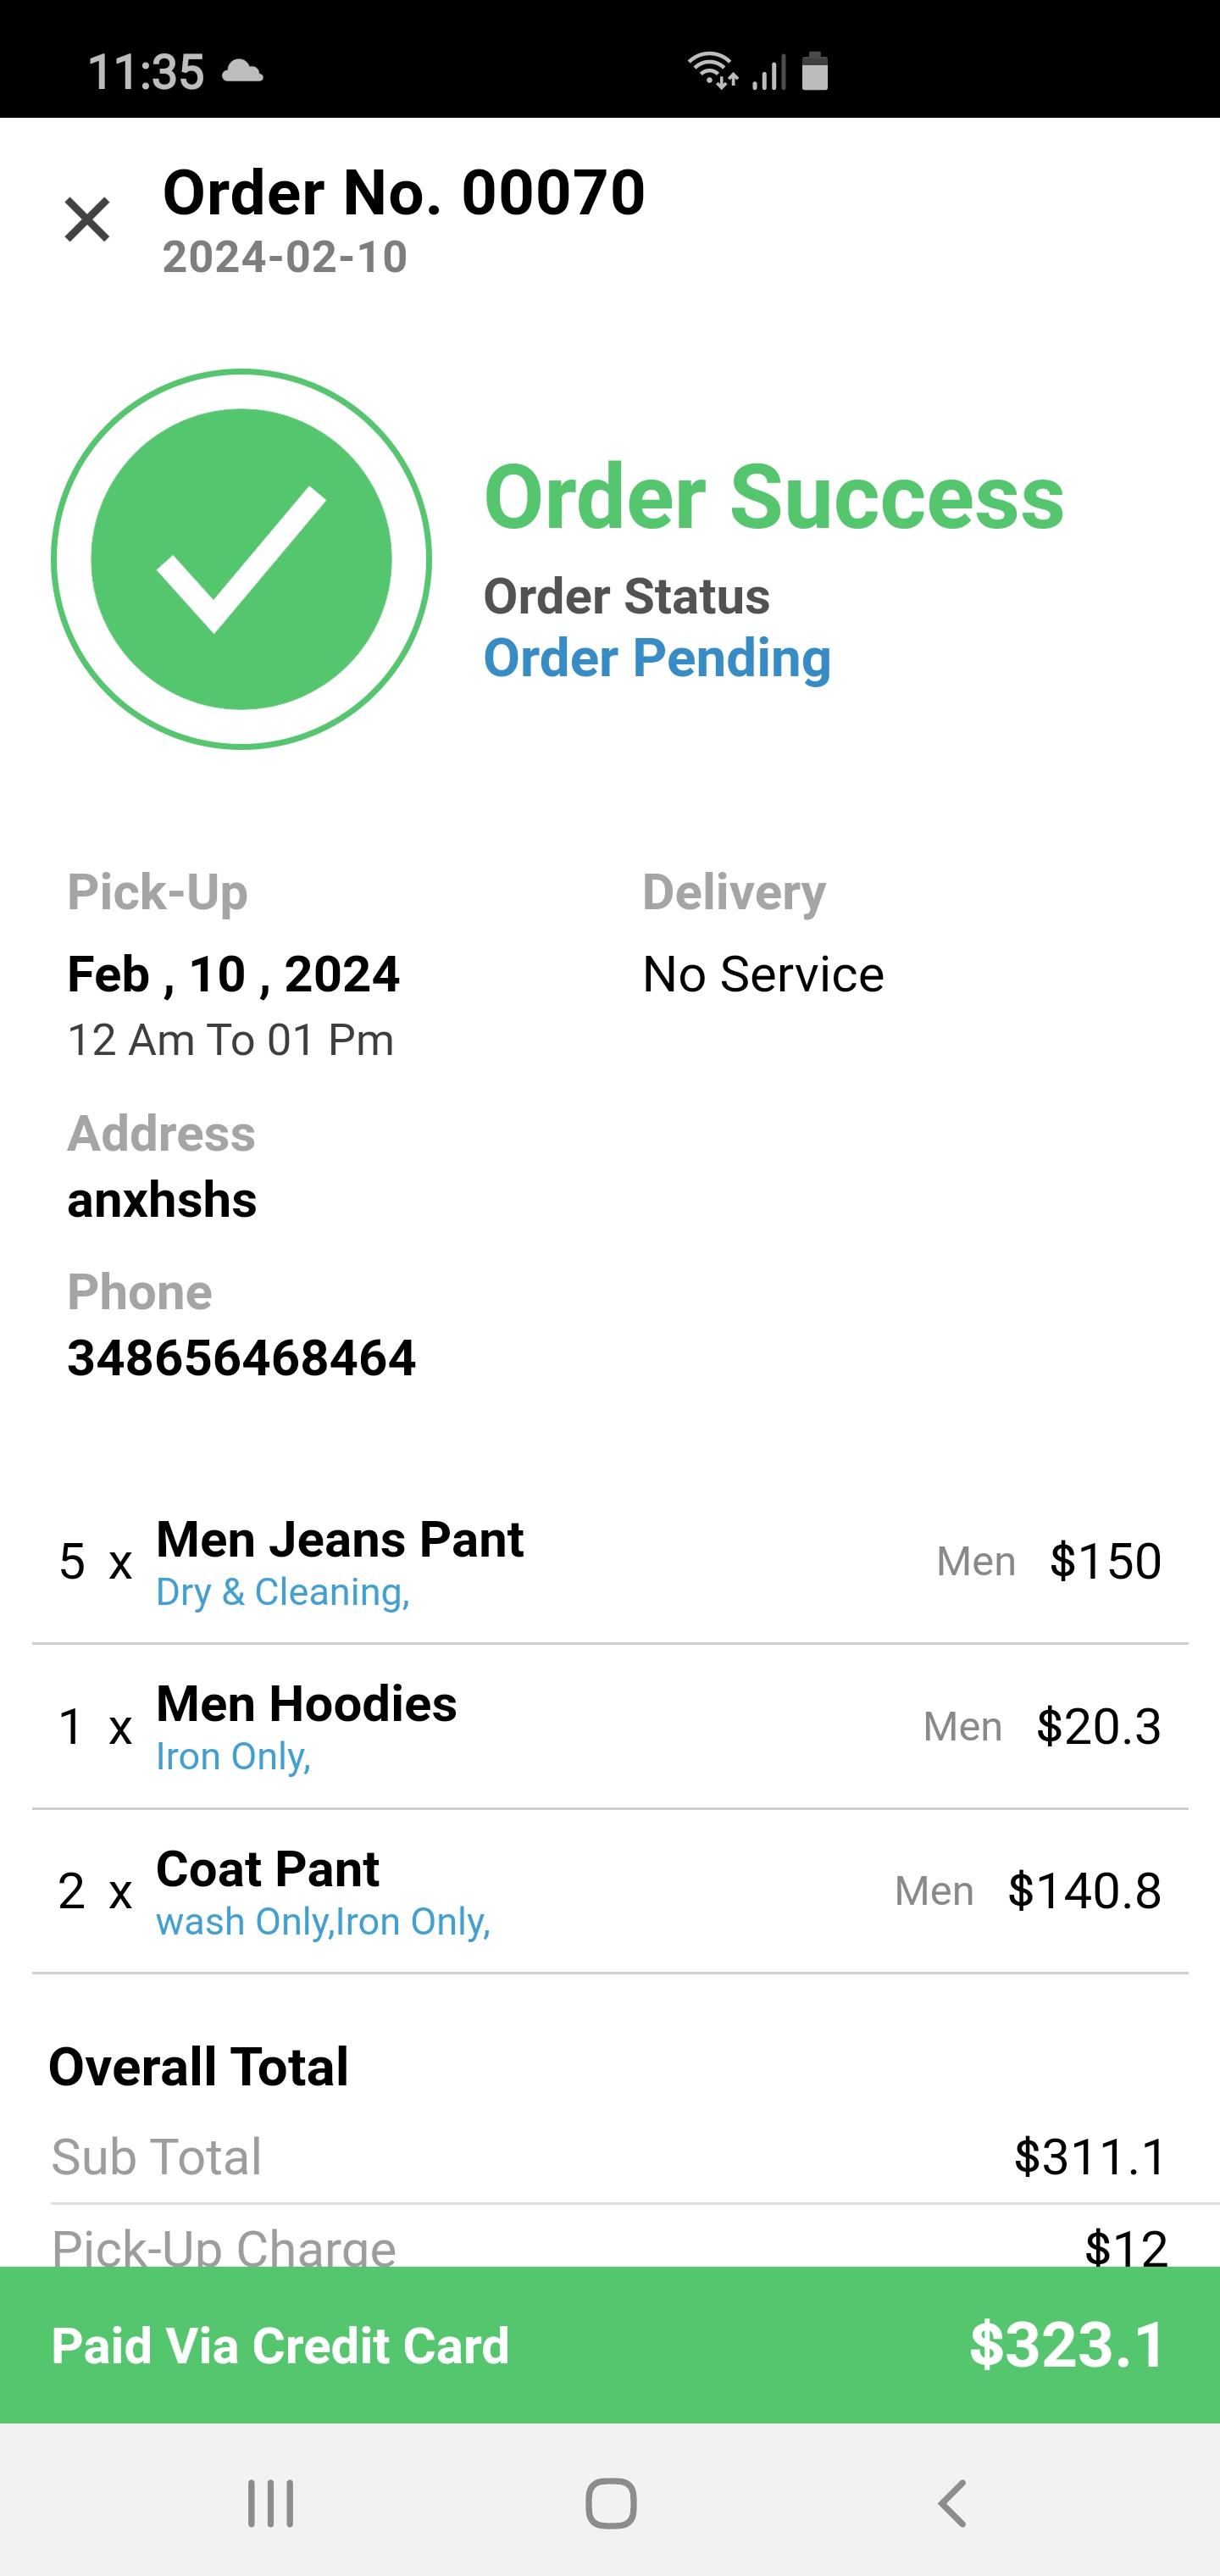 11:35
Order No. 00070
2024-02-10
Order Success
Order Status
Order Pending
Pick-Up
Delivery
Feb , 10 , 2024
No Service
12 Am To 01 Pm
Address
anxhshs
Phone
348656468464
5 x Men Jeans Pant Men $150
Dry & Cleaning,
1 x Men Hoodies Men $20.3
Iron Only,
2 x Coat Pant Men $140.8
wash Only,Iron Only,
Overall Total
Sub Total $311.1
Pick-Up Charge $12
Paid Via Credit Card $323.1